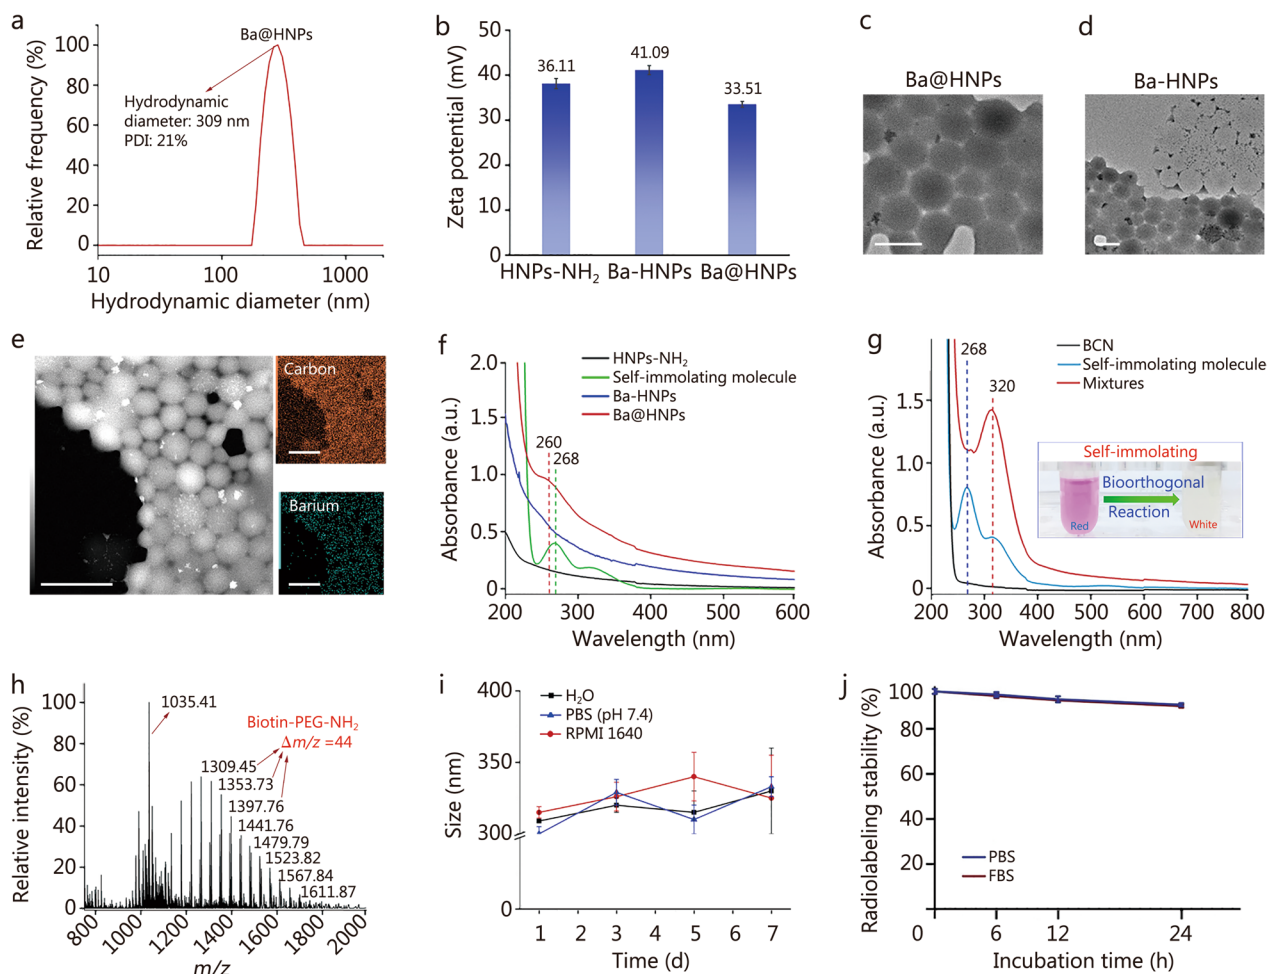 a
Relative frequency (%)
100
80
60
40
20
0
Ba@HNPs
Hydrodynamic
diameter: 309 nm
PDI: 21%
10 100 1000
Hydrodynamic diameter (nm)
b
Zeta potential (mV)
50
40
30
20
10
0
36.11
41.09
33.51
HNPs-NH₂ Ba-HNPs Ba@HNPs
c
Ba@HNPs
d
Ba-HNPs
e
Carbon
Barium
f
Absorbance (a.u.)
2.0
1.5
1.0
0.5
0
HNPs-NH₂
Self-immolating molecule
Ba-HNPs
Ba@HNPs
260
268
200 300 400 500 600
Wavelength (nm)
g
Absorbance (a.u.)
1.5
1.0
0.5
0
268
320
BCN
Self-immolating molecule
Mixtures
Self-immolating
Bioorthogonal
Reaction
Red
White
200 300 400 500 600 700 800
Wavelength (nm)
h
Relative intensity (%)
100
80
60
40
20
0
1035.41
Biotin-PEG-NH₂
Δm/z =44
1309.45
1353.73
1397.76
1441.76
1479.79
1523.82
1567.84
1611.87
800 1000 1200 1400 1600 1800 2000
m/z
i
Size (nm)
400
350
300
0
H₂O
PBS (pH 7.4)
RPMI 1640
1 2 3 4 5 6 7
Time (d)
j
Radiolabeling stability (%)
100
80
60
40
20
PBS
FBS
0 6 12 24
Incubation time (h)